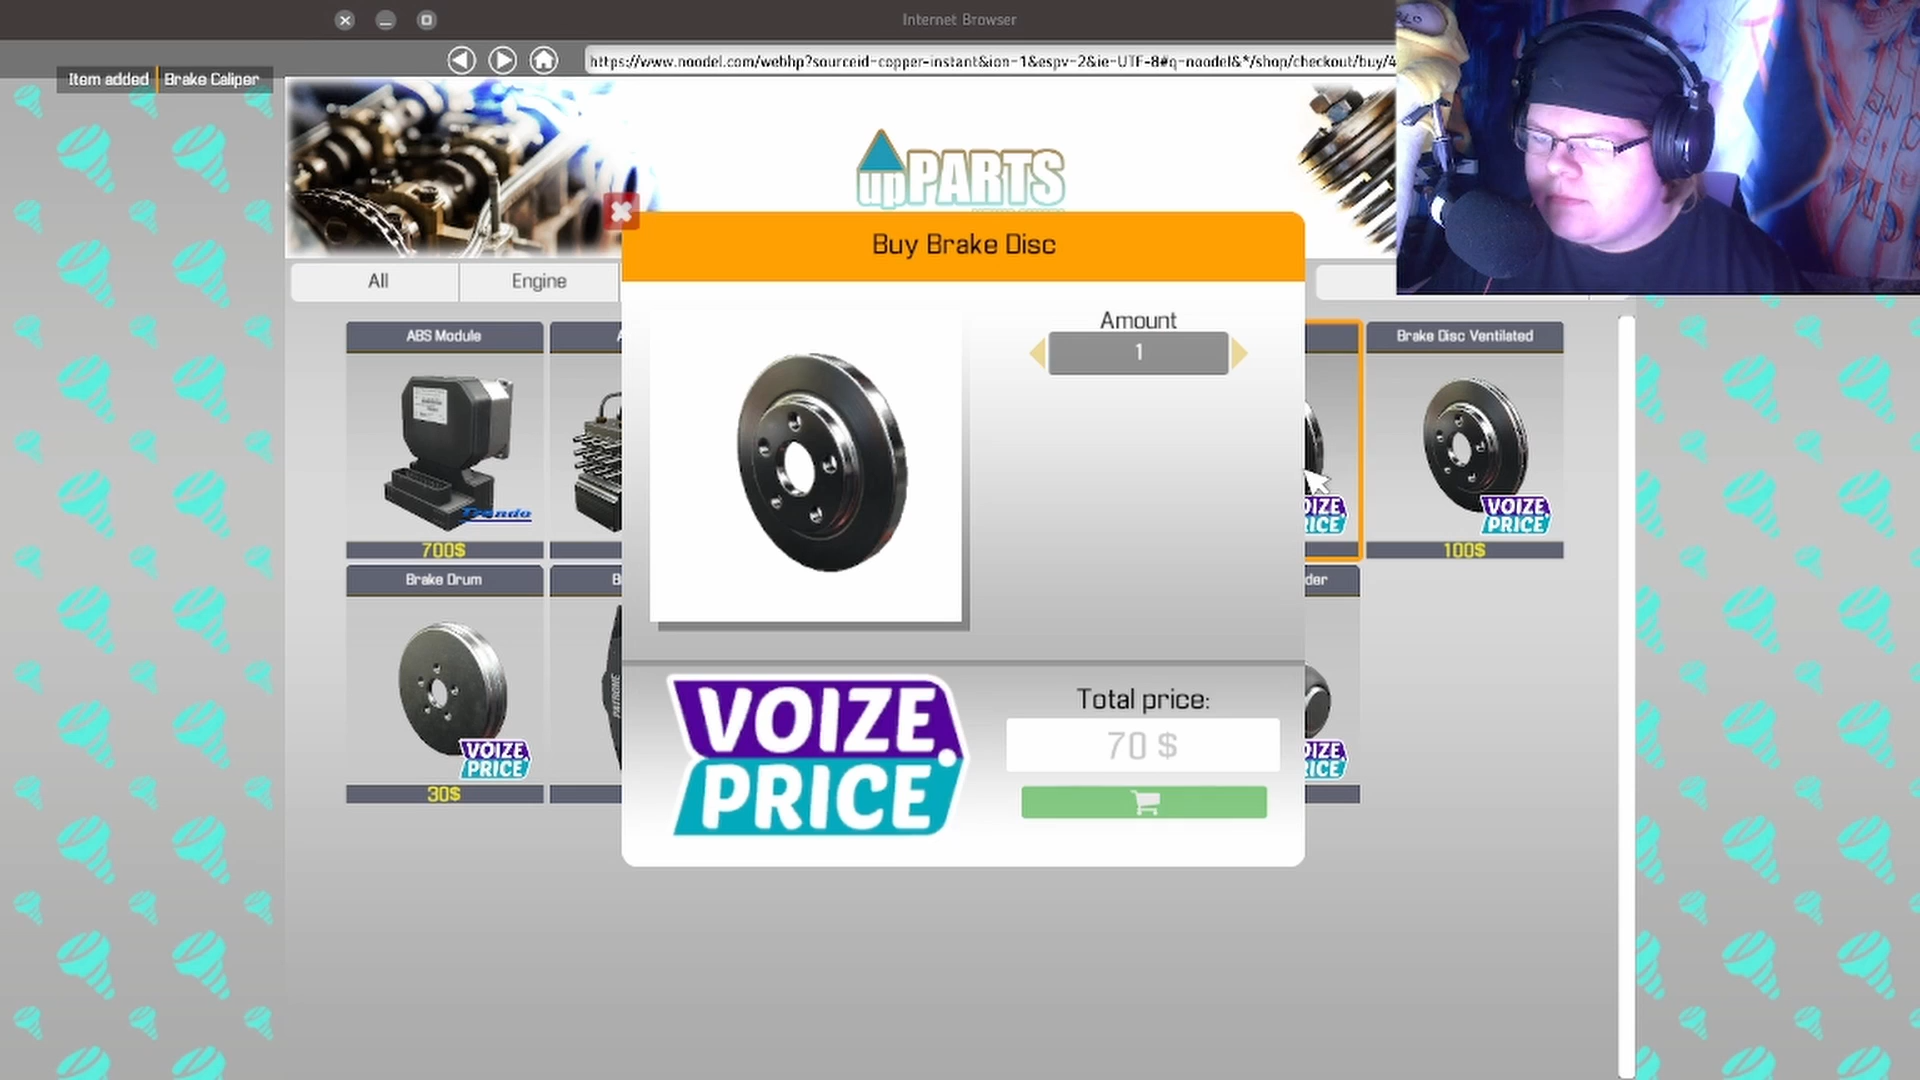 Internet Browser
https://www.noodel.com/webhp?sourceid-copper-instant&ion-1&espv-2&ie-UTF-8#q-noodel&*/shop/checkout/buy/4
Item added Brake Caliper
upPARTS
Buy Brake Disc
All
Engine
Amount
1
ABS Module
Brake Disc Ventilated
Trendo
VOIZE.
PRICE
700$
100$
Brake Drum
VOIZE.
PRICE
30$
VOIZE.
PRICE
Total price:
70 $